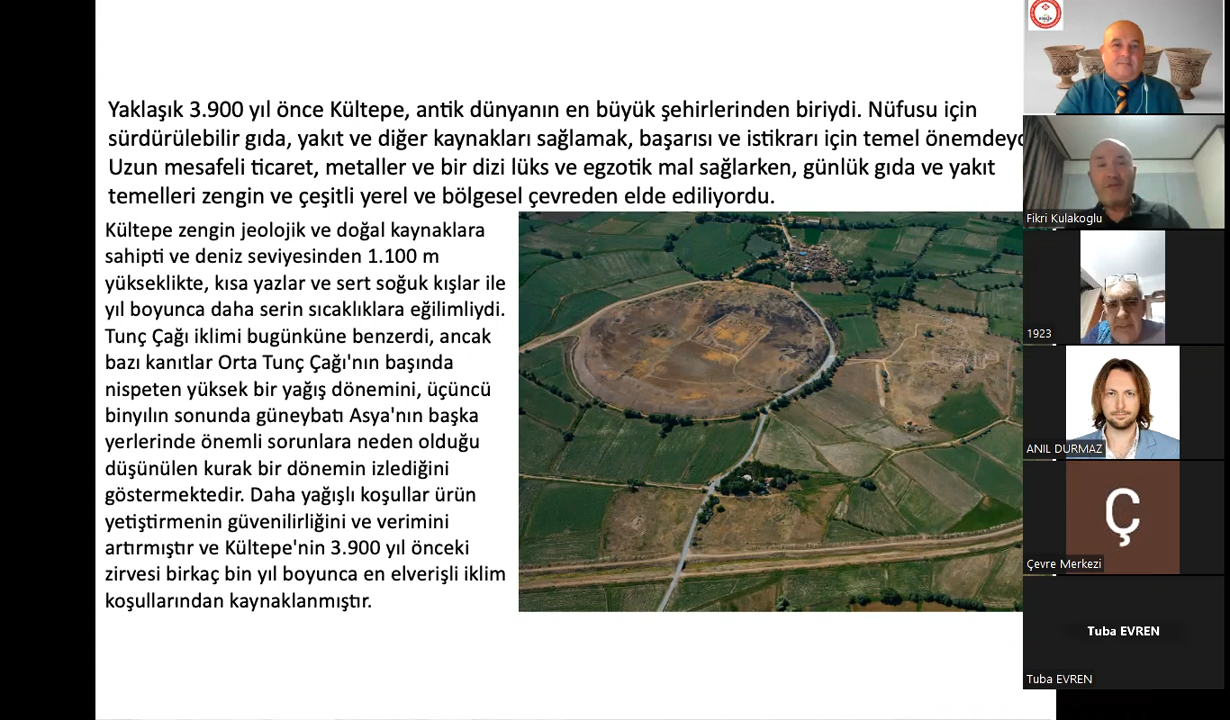 Yaklaşık 3.900 yıl önce Kültepe, antik dünyanın en büyük şehirlerinden biriydi. Nüfusu için
sürdürülebilir gıda, yakıt ve diğer kaynakları sağlamak, başarısı ve istikrarı için temel önemdeyd
Uzun mesafeli ticaret, metaller ve bir dizi lüks ve egzotik mal sağlarken, günlük gıda ve yakıt
temelleri zengin ve çeşitli yerel ve bölgesel çevreden elde ediliyordu.
Kültepe zengin jeolojik ve doğal kaynaklara
sahipti ve deniz seviyesinden 1.100 m
yükseklikte, kısa yazlar ve sert soğuk kışlar ile
yıl boyunca daha serin sıcaklıklara eğilimliydi.
Tunç Çağı iklimi bugünküne benzerdi, ancak
bazı kanıtlar Orta Tunç Çağı'nın başında
nispeten yüksek bir yağış dönemini, üçüncü
binyılın sonunda güneybatı Asya'nın başka
yerlerinde önemli sorunlara neden olduğu
düşünülen kurak bir dönemin izlediğini
göstermektedir. Daha yağışlı koşullar ürün
yetiştirmenin güvenilirliğini ve verimini
artırmıştır ve Kültepe'nin 3.900 yıl önceki
zirvesi birkaç bin yıl boyunca en elverişli iklim
koşullarından kaynaklanmıştır.
Fikri Kulakoglu
1923
ANIL DURMAZ
Ç
Çevre Merkezi
Tuba EVREN
Tuba EVREN